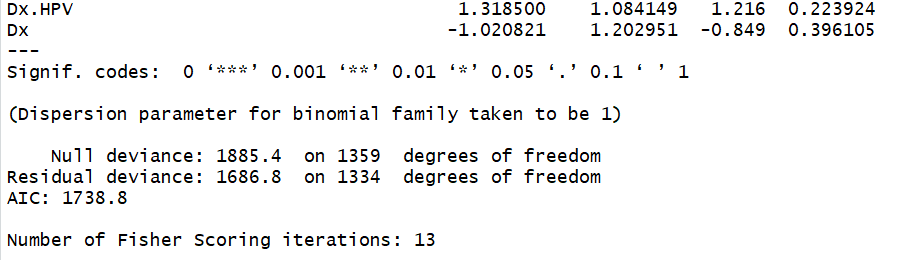 Dx.HPV 1.318500 1.084149 1.216 0.223924
Dx -1.020821 1.202951 -0.849 0.396105
---
Signif. codes: 0 ‘***’ 0.001 ‘**’ 0.01 ‘*’ 0.05 ‘.’ 0.1 ‘ ’ 1
(Dispersion parameter for binomial family taken to be 1)
Null deviance: 1885.4 on 1359 degrees of freedom
Residual deviance: 1686.8 on 1334 degrees of freedom
AIC: 1738.8
Number of Fisher Scoring iterations: 13